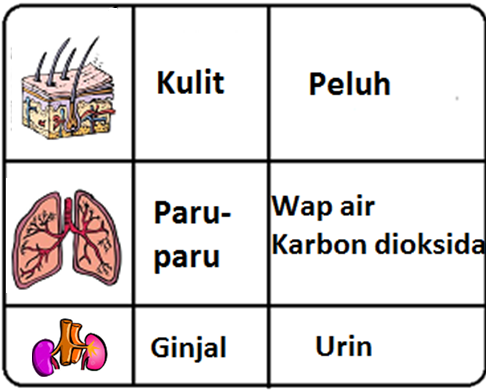 Kulit
Peluh
Paru-
paru
Wap air
Karbon dioksida
Ginjal
Urin